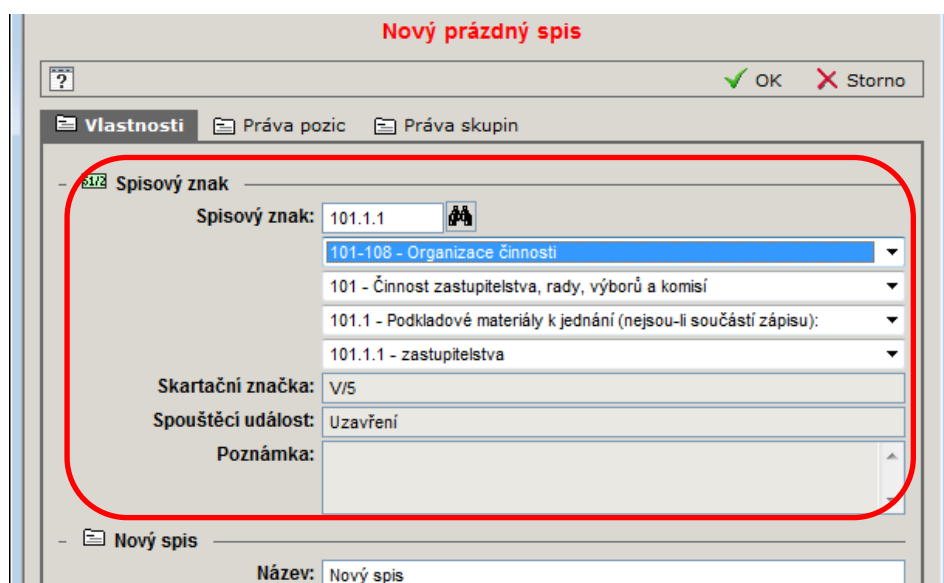 Nový prázdný spis
? OK Storno
Vlastnosti Práva pozic Práva skupin
51/2 Spisový znak
Spisový znak: 101.1.1
101-108 - Organizace činnosti
101 - Činnost zastupitelstva, rady, výborů a komisí
101.1 - Podkladové materiály k jednání (nejsou-li součástí zápisu):
101.1.1 - zastupitelstva
Skartační značka: V/5
Spouštěcí událost: Uzavření
Poznámka:
Nový spis
Název: Nový spis